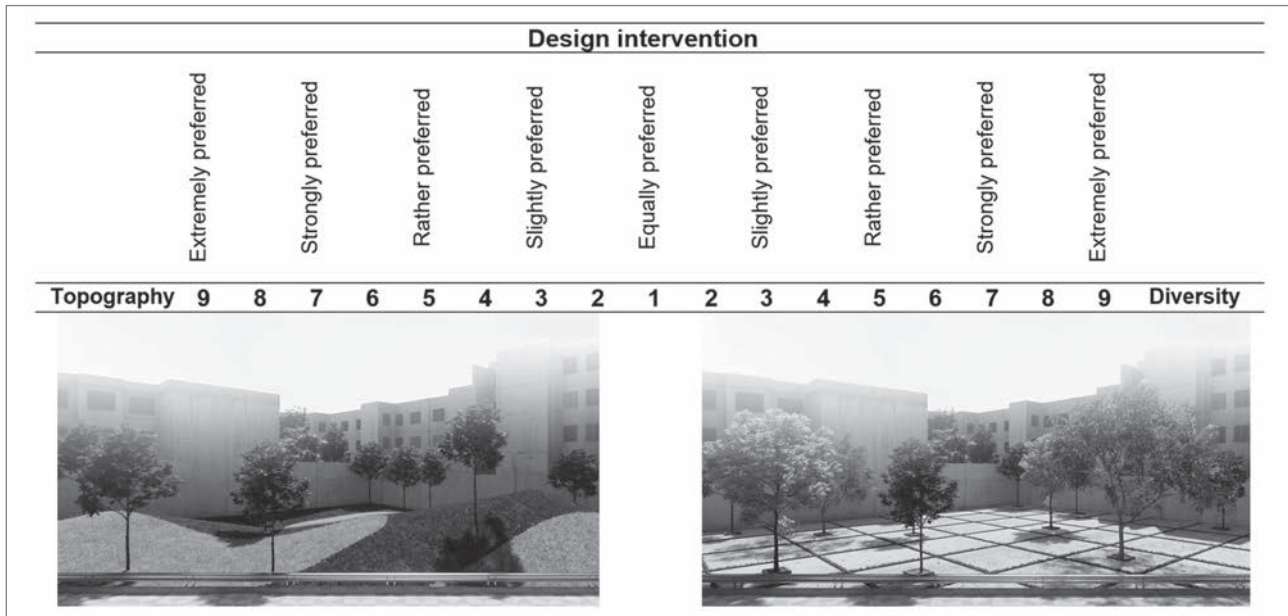 Design intervention
Extremely preferred
Strongly preferred
Rather preferred
Slightly preferred
Equally preferred
Slightly preferred
Rather preferred
Strongly preferred
Extremely preferred
Topography 9 8 7 6 5 4 3 2 1 2 3 4 5 6 7 8 9 Diversity